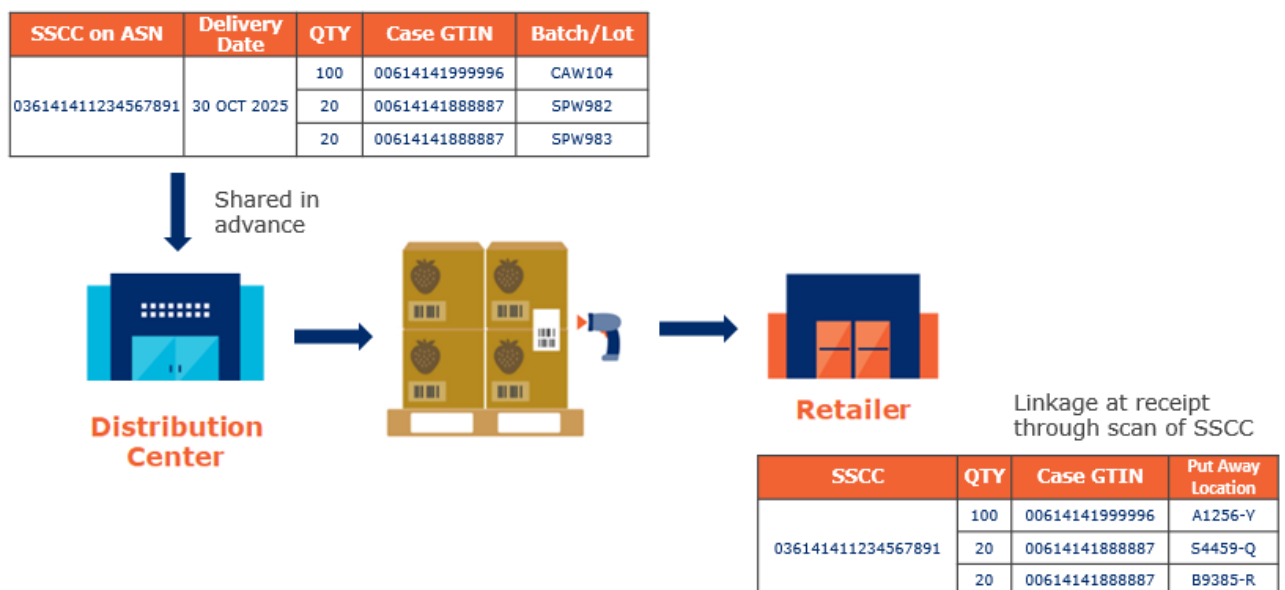 SSCC on ASN Delivery Date QTY Case GTIN Batch/Lot
036141411234567891 30 OCT 2025 100 00614141999996 CAW104
20 00614141888887 SPW982
20 00614141888887 SPW983
Shared in
advance
Distribution
Center
Retailer
Linkage at receipt
through scan of SSCC
SSCC QTY Case GTIN Put Away Location
036141411234567891 100 00614141999996 A1256-Y
20 00614141888887 S4459-Q
20 00614141888887 B9385-R